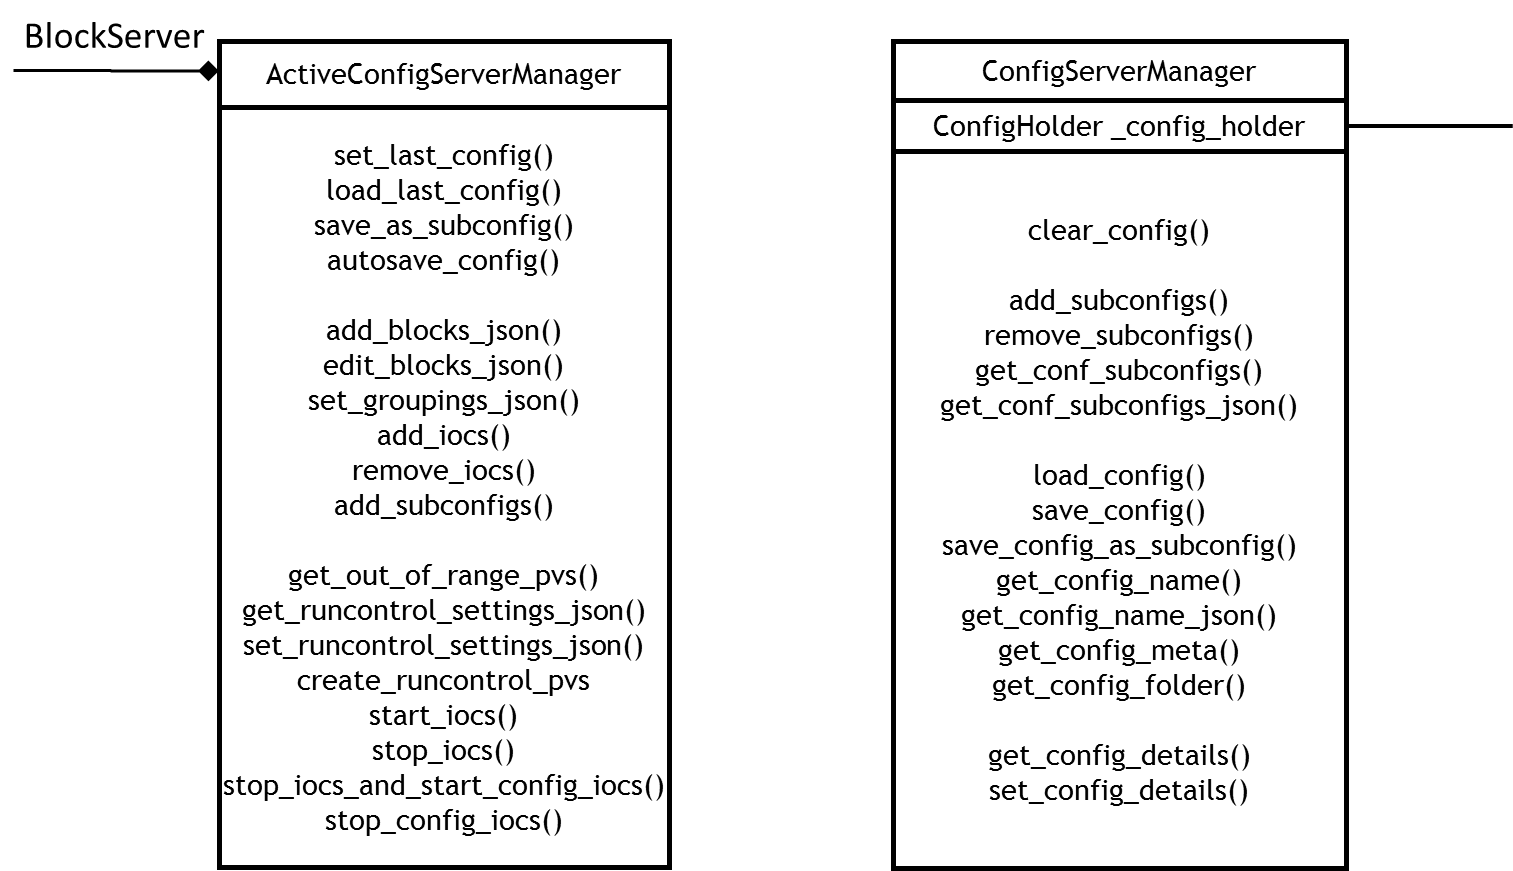 BlockServer
ActiveConfigServerManager
set_last_config()
load_last_config()
save_as_subconfig()
autosave_config()
add_blocks_json()
edit_blocks_json()
set_groupings_json()
add_iocs()
remove_iocs()
add_subconfigs()
get_out_of_range_pvs()
get_runcontrol_settings_json()
set_runcontrol_settings_json()
create_runcontrol_pvs
start_iocs()
stop_iocs()
stop_iocs_and_start_config_iocs()
stop_config_iocs()
ConfigServerManager
ConfigHolder _config_holder
clear_config()
add_subconfigs()
remove_subconfigs()
get_conf_subconfigs()
get_conf_subconfigs_json()
load_config()
save_config()
save_config_as_subconfig()
get_config_name()
get_config_name_json()
get_config_meta()
get_config_folder()
get_config_details()
set_config_details()